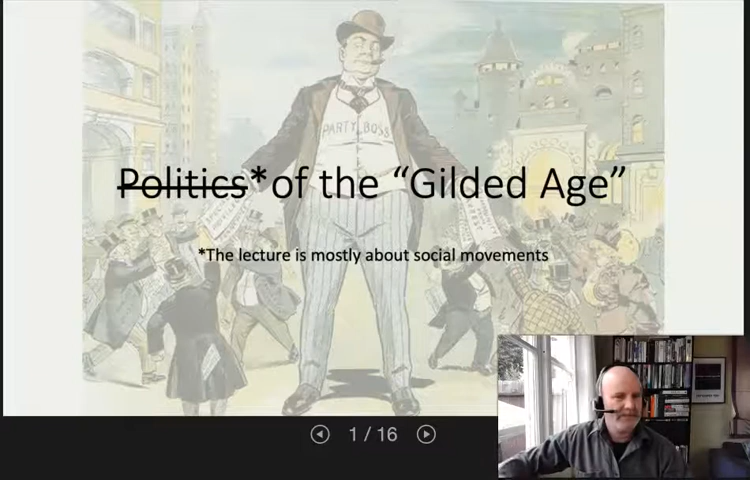 PARTY BOSS
Politics* of the “Gilded Age”
*The lecture is mostly about social movements
1 / 16